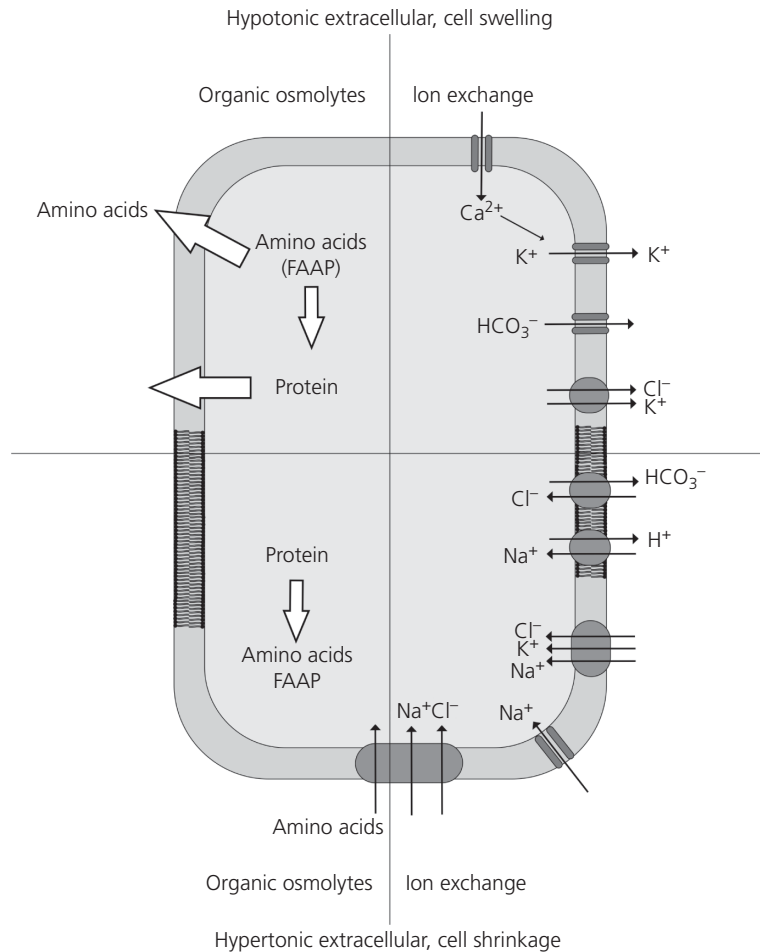 Hypotonic extracellular, cell swelling
Organic osmolytes
Ion exchange
Ca²⁺
Amino acids
Amino acids
(FAAP)
K⁺
K⁺
HCO₃⁻
Protein
Cl⁻
K⁺
HCO₃⁻
Cl⁻
H⁺
Na⁺
Protein
Cl⁻
K⁺
Na⁺
Amino acids
FAAP
Na⁺Cl⁻
Na⁺
Amino acids
Organic osmolytes
Ion exchange
Hypertonic extracellular, cell shrinkage